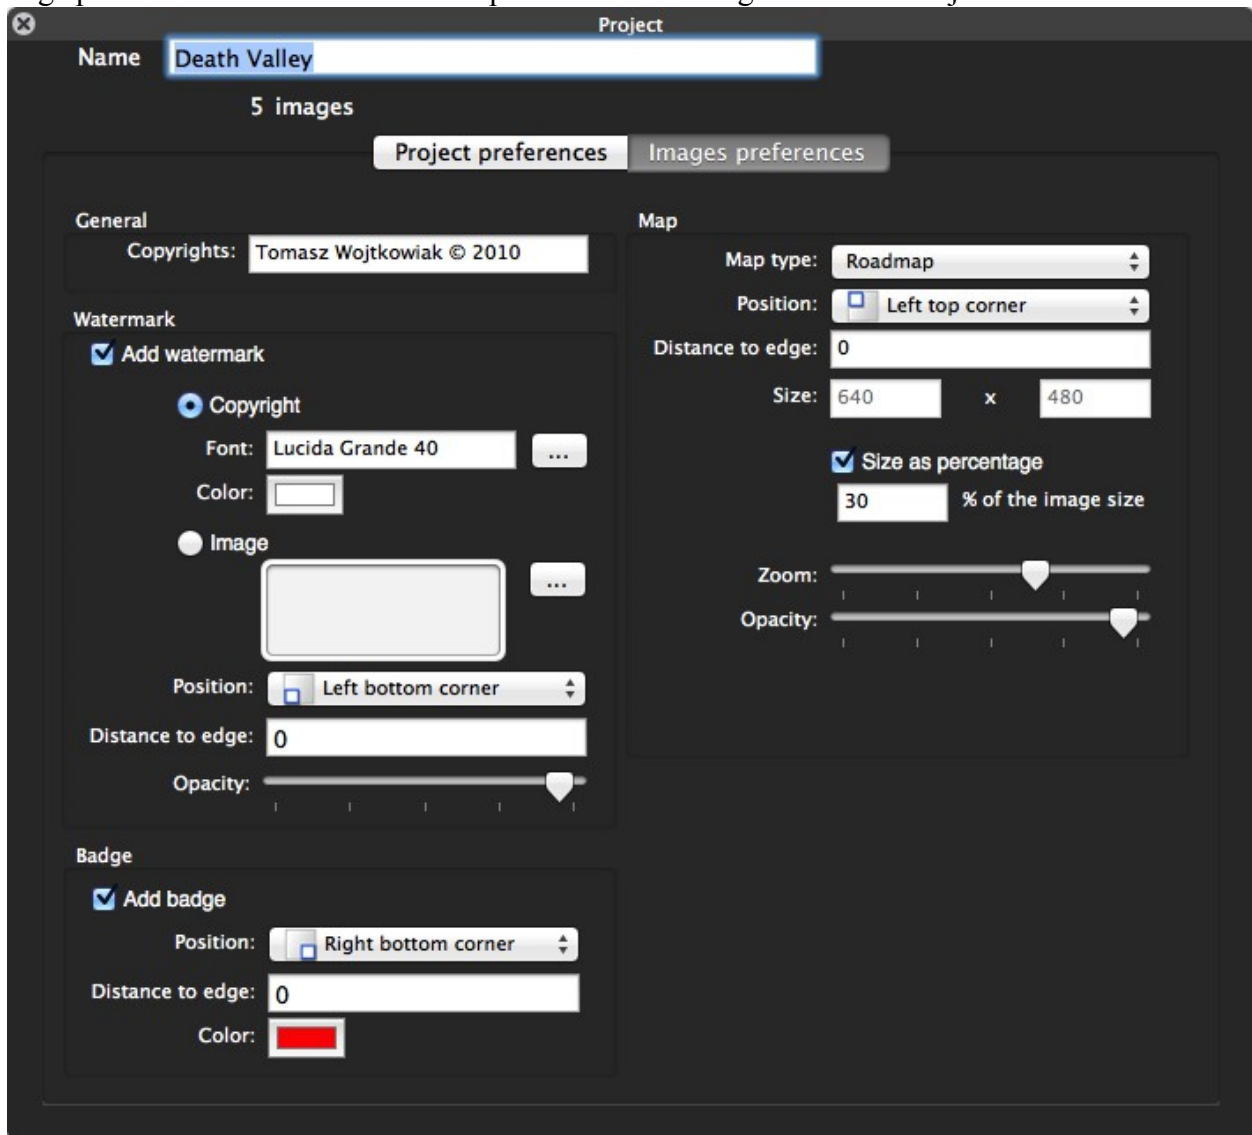 Project
Name Death Valley
5 images
Project preferences Images preferences
General
Copyrights: Tomasz Wojtkowiak © 2010
Watermark
Add watermark
Copyright
Font: Lucida Grande 40 ...
Color:
Image
...
Position: Left bottom corner
Distance to edge: 0
Opacity:
Badge
Add badge
Position: Right bottom corner
Distance to edge: 0
Color:
Map
Map type: Roadmap
Position: Left top corner
Distance to edge: 0
Size: 640 x 480
Size as percentage
30 % of the image size
Zoom:
Opacity: